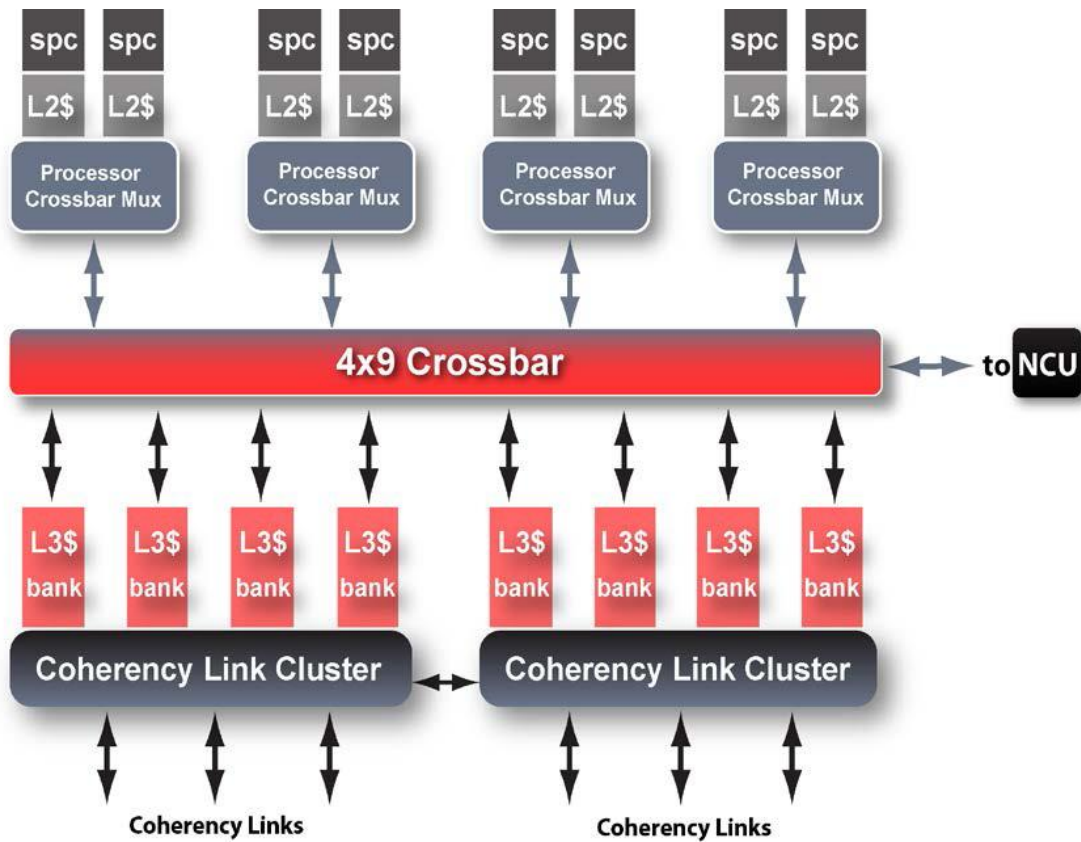 spc spc spc spc spc spc spc spc
L2$ L2$ L2$ L2$ L2$ L2$ L2$ L2$
Processor Processor Processor Processor
Crossbar Mux Crossbar Mux Crossbar Mux Crossbar Mux
4x9 Crossbar
to NCU
L3$ L3$ L3$ L3$ L3$ L3$ L3$ L3$
bank bank bank bank bank bank bank bank
Coherency Link Cluster Coherency Link Cluster
Coherency Links Coherency Links